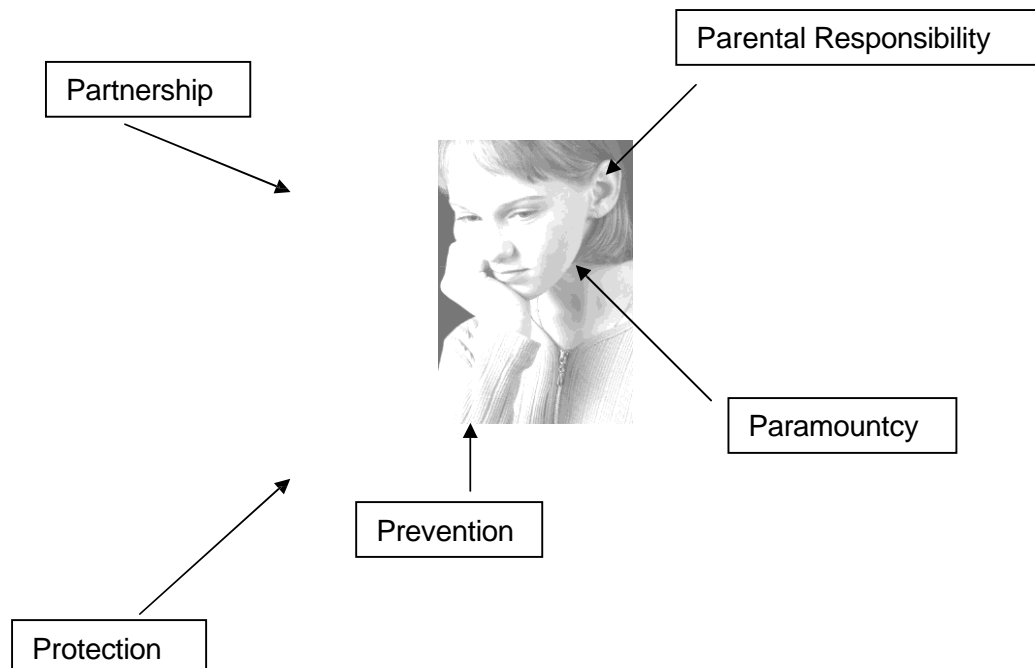 Parental Responsibility
Partnership
Paramountcy
Prevention
Protection